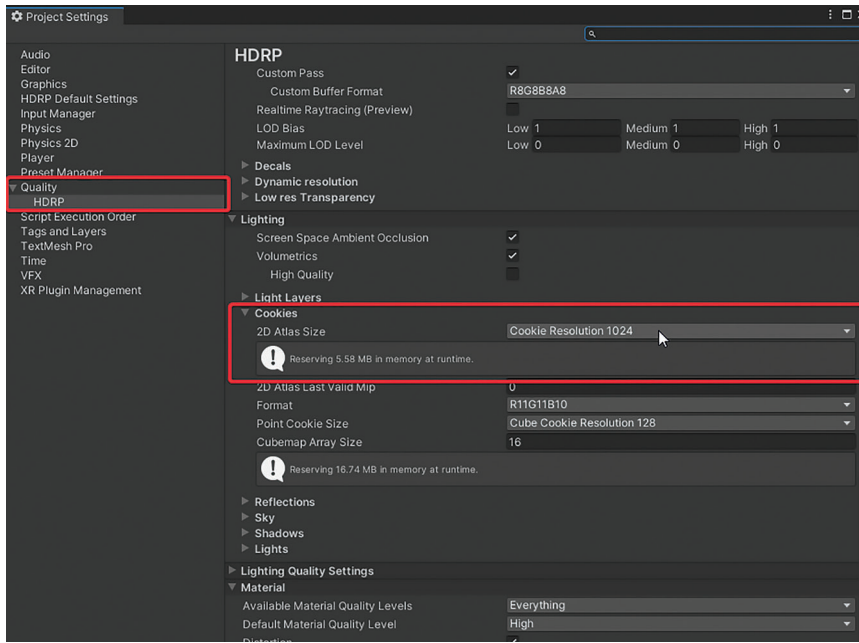 Project Settings
Audio
Editor
Graphics
HDRP Default Settings
Input Manager
Physics
Physics 2D
Player
Preset Manager
Quality
HDRP
Script Execution Order
Tags and Layers
TextMesh Pro
Time
VFX
XR Plugin Management
HDRP
Custom Pass
Custom Buffer Format R8G8B8A8
Realtime Raytracing (Preview)
LOD Bias Low 1 Medium 1 High 1
Maximum LOD Level Low 0 Medium 0 High 0
Decals
Dynamic resolution
Low res Transparency
Lighting
Screen Space Ambient Occlusion
Volumetrics
High Quality
Light Layers
Cookies
2D Atlas Size Cookie Resolution 1024
Reserving 5.58 MB in memory at runtime.
2D Atlas Last Valid Mip 0
Format R11G11B10
Point Cookie Size Cube Cookie Resolution 128
Cubemap Array Size 16
Reserving 16.74 MB in memory at runtime.
Reflections
Sky
Shadows
Lights
Lighting Quality Settings
Material
Available Material Quality Levels Everything
Default Material Quality Level High
Distortion